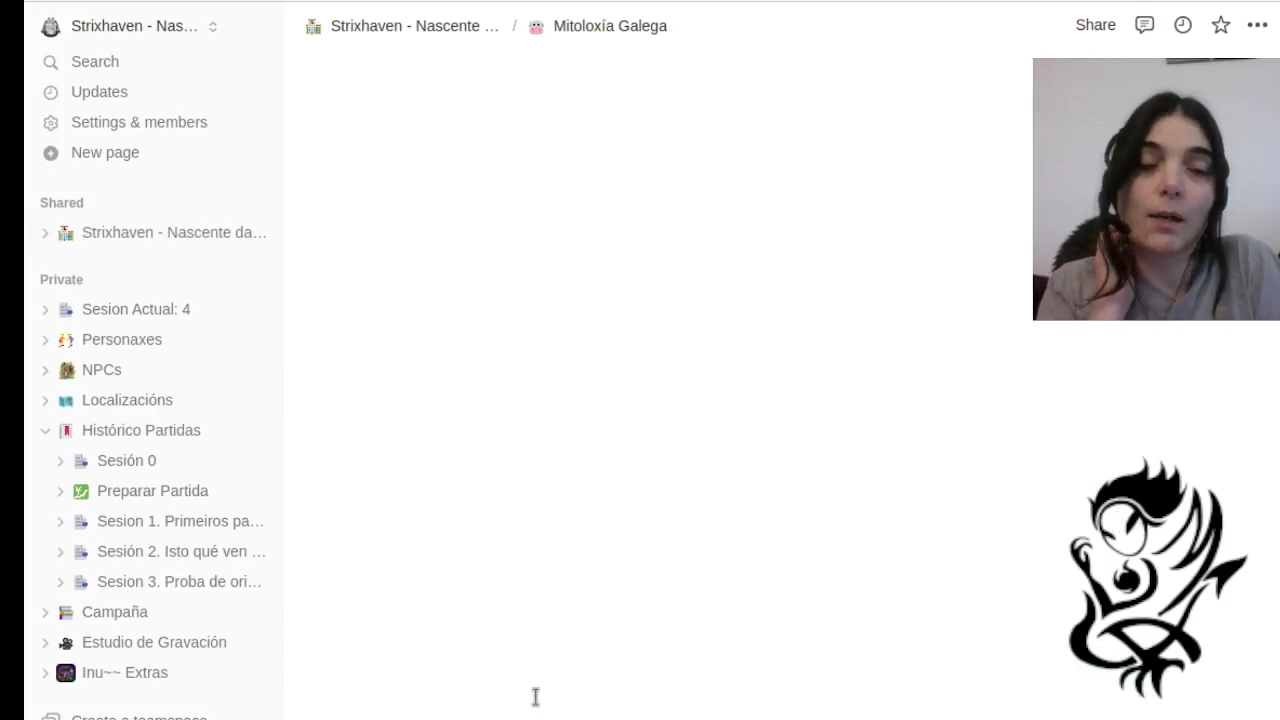 Strixhaven - Nas...
Strixhaven - Nascente ... / Mitoloxía Galega
Share
Search
Updates
Settings & members
New page
Shared
Strixhaven - Nascente da...
Private
Sesion Actual: 4
Personaxes
NPCs
Localizacións
Histórico Partidas
Sesión 0
Preparar Partida
Sesion 1. Primeiros pa...
Sesión 2. Isto qué ven ...
Sesion 3. Proba de ori...
Campaña
Estudio de Gravación
Inu~~ Extras
Create a teamspace